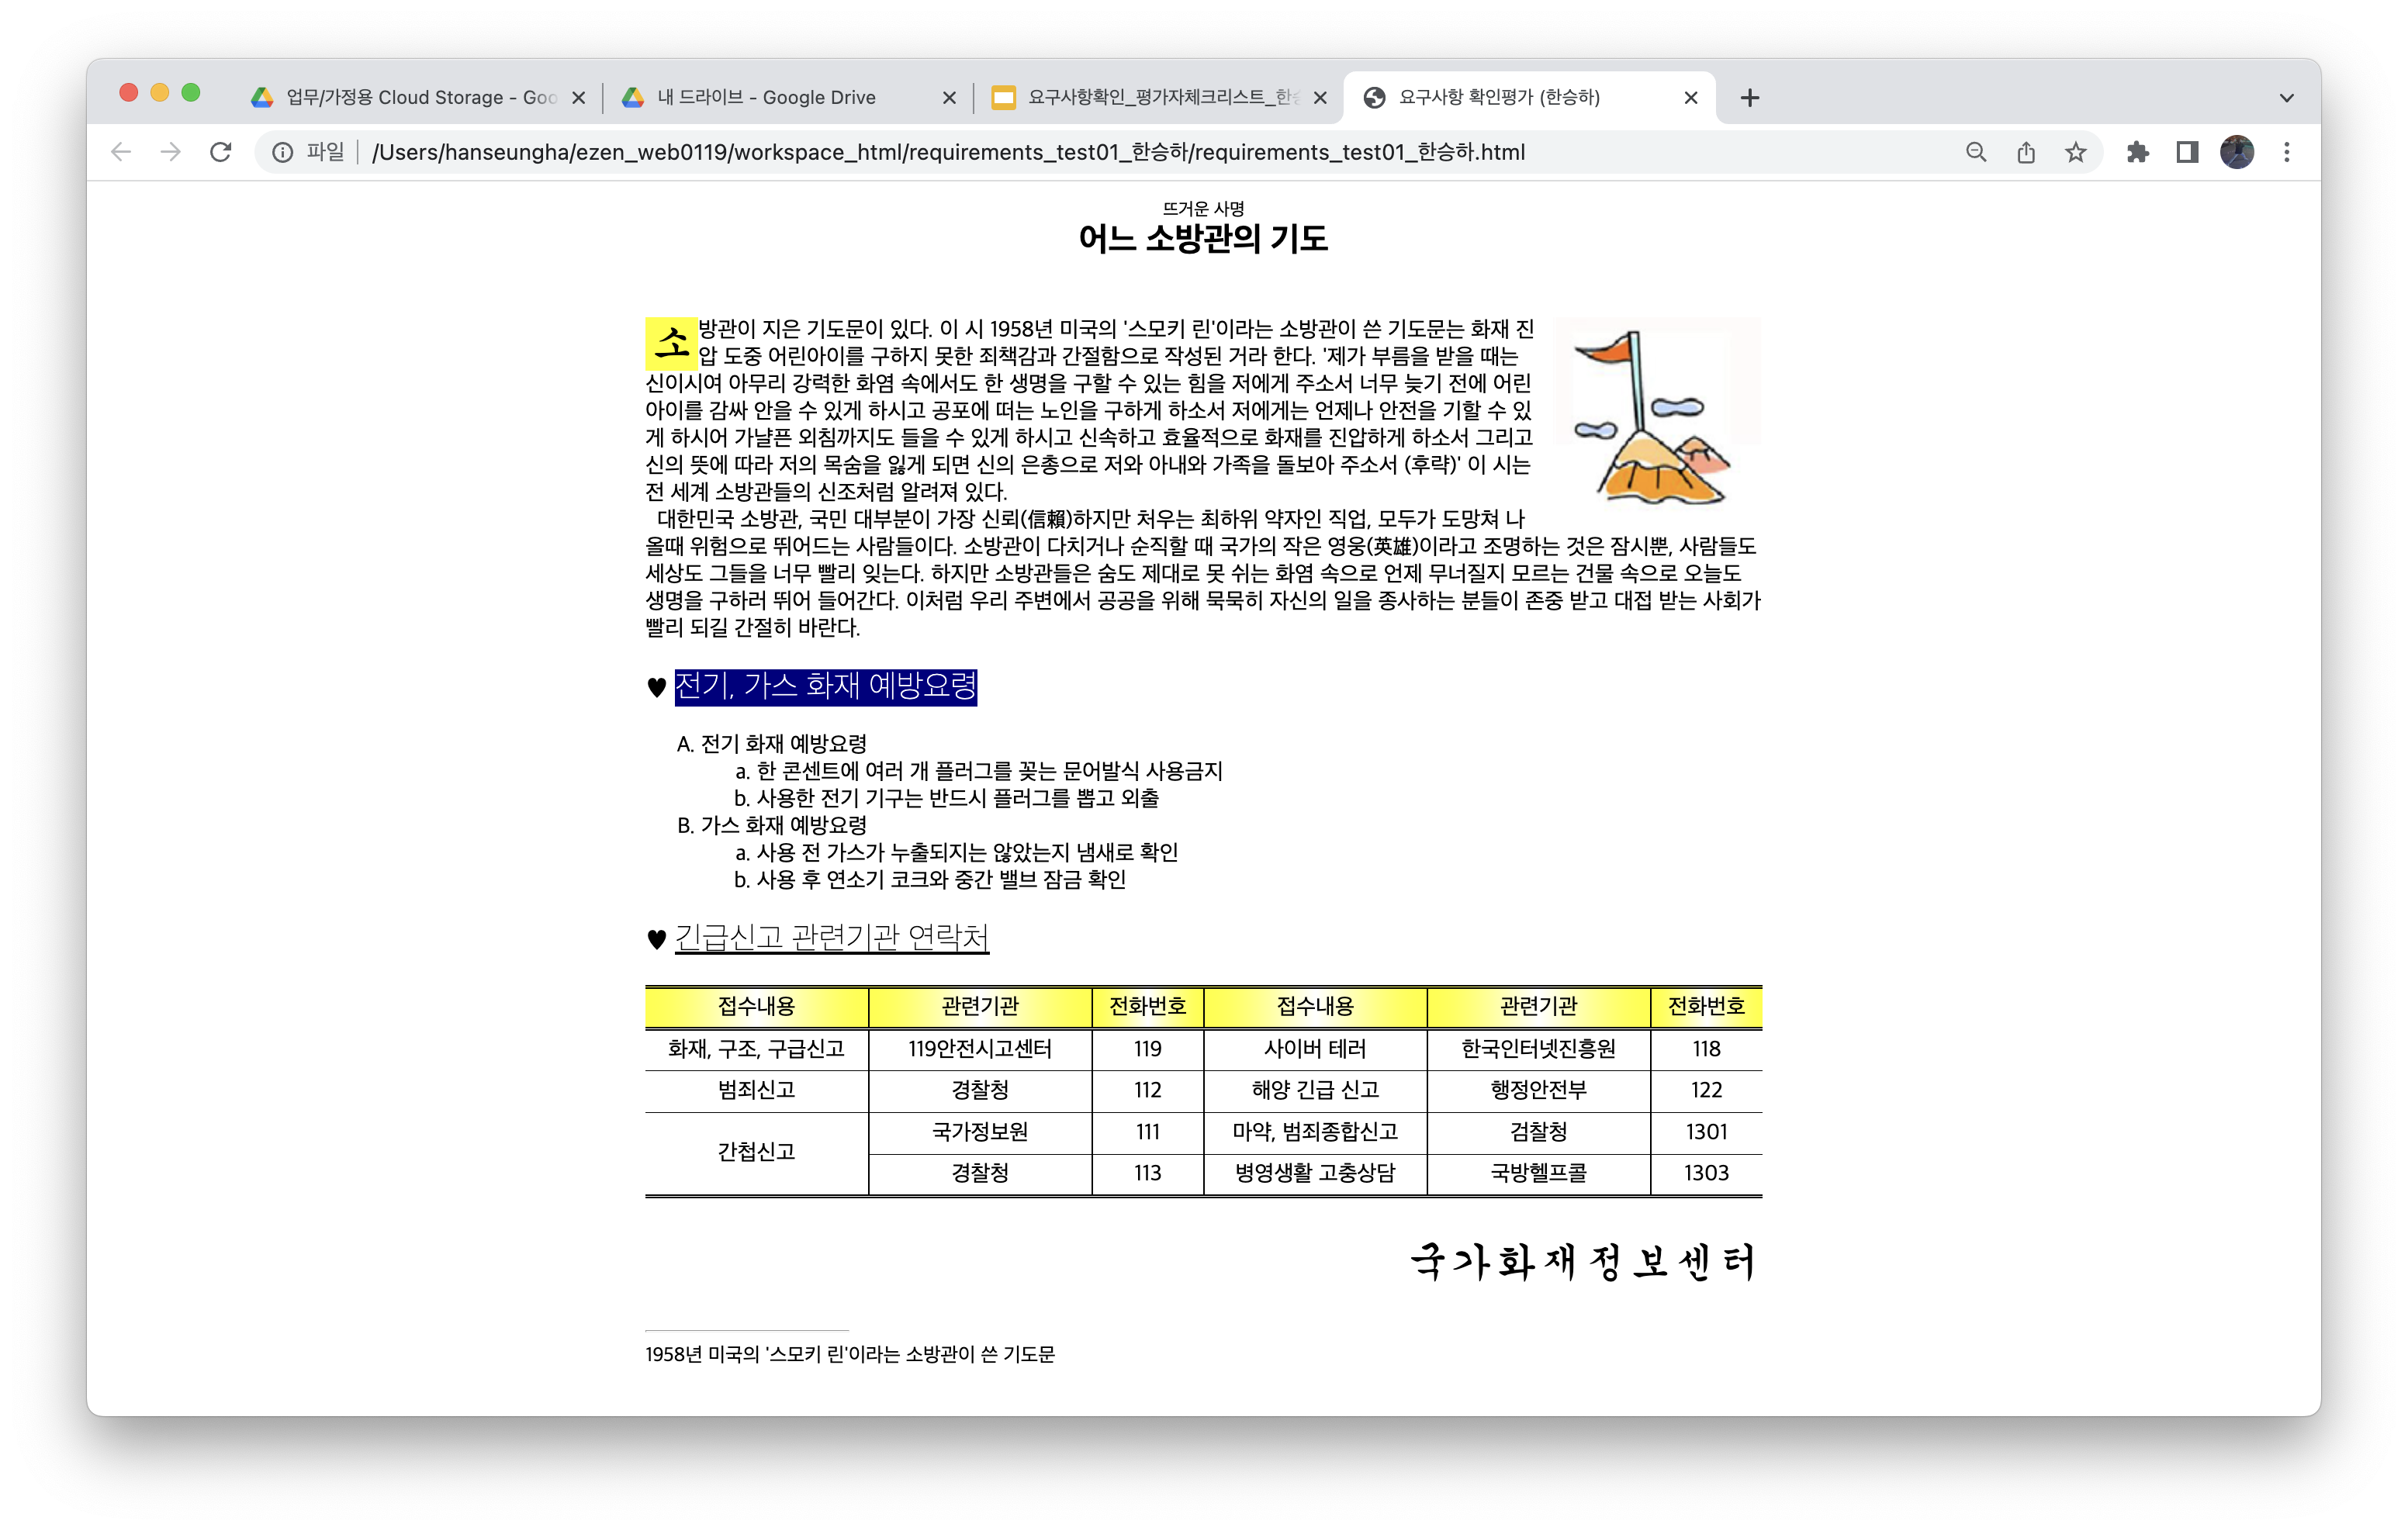 업무/가정용 Cloud Storage - Goo
내 드라이브 - Google Drive
요구사항확인_평가자체크리스트_한승
요구사항 확인평가 (한승하)
파일
/Users/hanseungha/ezen_web0119/workspace_html/requirements_test01_한승하/requirements_test01_한승하.html
뜨거운 사명
어느 소방관의 기도
소방관이 지은 기도문이 있다. 이 시 1958년 미국의 '스모키 린'이라는 소방관이 쓴 기도문는 화재 진
압 도중 어린아이를 구하지 못한 죄책감과 간절함으로 작성된 거라 한다. '제가 부름을 받을 때는
신이시여 아무리 강력한 화염 속에서도 한 생명을 구할 수 있는 힘을 저에게 주소서 너무 늦기 전에 어린
아이를 감싸 안을 수 있게 하시고 공포에 떠는 노인을 구하게 하소서 저에게는 언제나 안전을 기할 수 있
게 하시어 가냘픈 외침까지도 들을 수 있게 하시고 신속하고 효율적으로 화재를 진압하게 하소서 그리고
신의 뜻에 따라 저의 목숨을 잃게 되면 신의 은총으로 저와 아내와 가족을 돌보아 주소서 (후략)' 이 시는
전 세계 소방관들의 신조처럼 알려져 있다.
대한민국 소방관, 국민 대부분이 가장 신뢰(信賴)하지만 처우는 최하위 약자인 직업, 모두가 도망쳐 나
올때 위험으로 뛰어드는 사람들이다. 소방관이 다치거나 순직할 때 국가의 작은 영웅(英雄)이라고 조명하는 것은 잠시뿐, 사람들도
세상도 그들을 너무 빨리 잊는다. 하지만 소방관들은 숨도 제대로 못 쉬는 화염 속으로 언제 무너질지 모르는 건물 속으로 오늘도
생명을 구하러 뛰어 들어간다. 이처럼 우리 주변에서 공공을 위해 묵묵히 자신의 일을 종사하는 분들이 존중 받고 대접 받는 사회가
빨리 되길 간절히 바란다.
♥ 전기, 가스 화재 예방요령
A. 전기 화재 예방요령
a. 한 콘센트에 여러 개 플러그를 꽂는 문어발식 사용금지
b. 사용한 전기 기구는 반드시 플러그를 뽑고 외출
B. 가스 화재 예방요령
a. 사용 전 가스가 누출되지는 않았는지 냄새로 확인
b. 사용 후 연소기 코크와 중간 밸브 잠금 확인
♥ 긴급신고 관련기관 연락처
접수내용 관련기관 전화번호 접수내용 관련기관 전화번호
화재, 구조, 구급신고 119안전시고센터 119 사이버 테러 한국인터넷진흥원 118
범죄신고 경찰청 112 해양 긴급 신고 행정안전부 122
간첩신고 국가정보원 111 마약, 범죄종합신고 검찰청 1301
경찰청 113 병영생활 고충상담 국방헬프콜 1303
국가화재정보센터
1958년 미국의 '스모키 린'이라는 소방관이 쓴 기도문